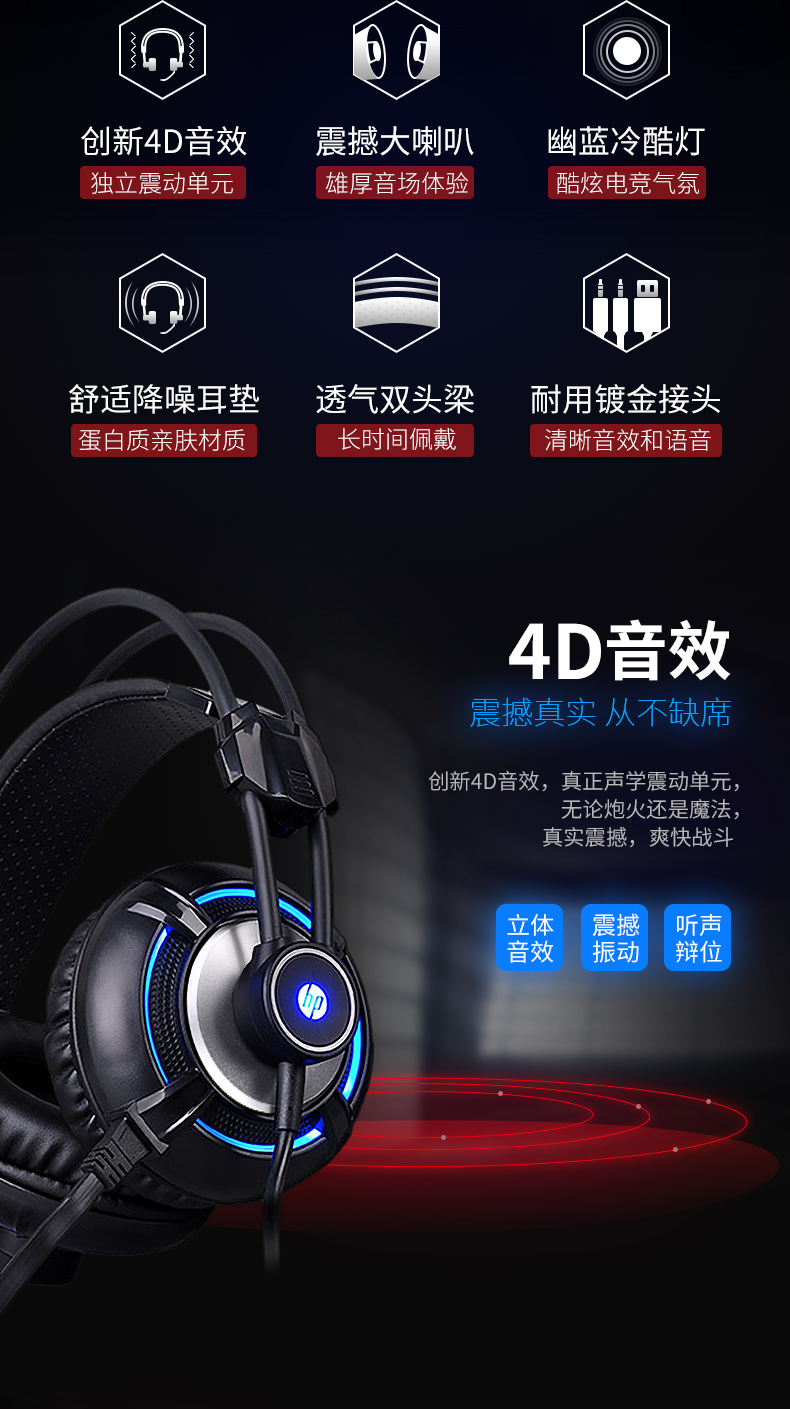 创新4D音效 震撼大喇叭 幽蓝冷酷灯
独立震动单元 雄厚音场体验 酷炫电竞气氛
舒适降噪耳垫 透气双头梁 耐用镀金接头
蛋白质亲肤材质 长时间佩戴 清晰音效和语音
4D音效
震撼真实 从不缺席
创新4D音效，真正声学震动单元，
无论炮火还是魔法，
真实震撼，爽快战斗
立体 震撼 听声
音效 振动 辩位
hp